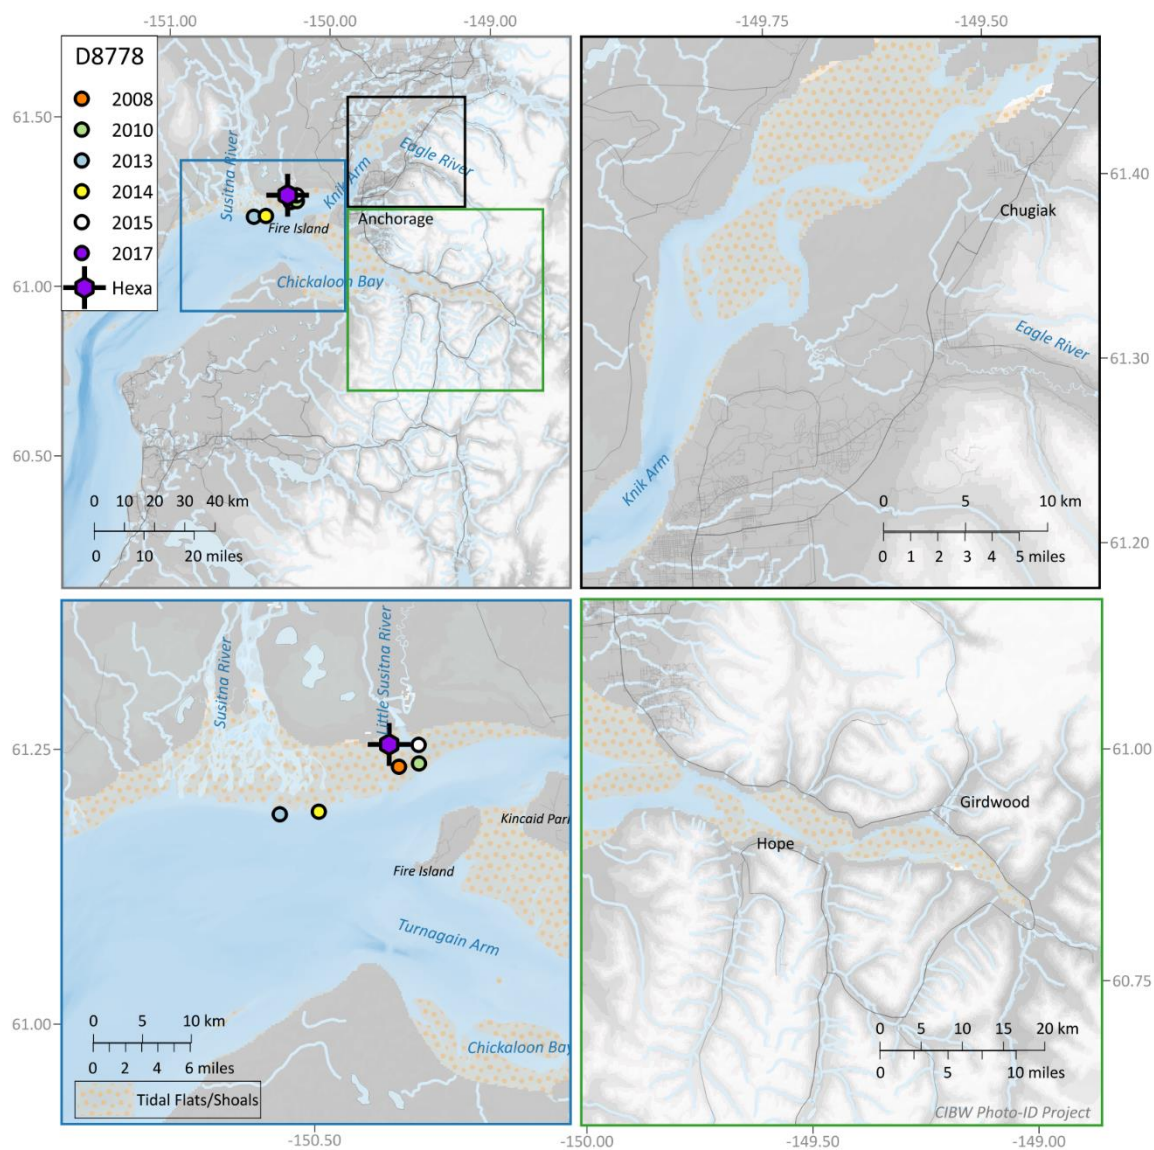 -151.00
-150.00
-149.00
-149.75
-149.50
D8778
2008
2010
2013
2014
2015
2017
Hexa
61.50
61.00
60.50
Susitna River
Knik Arm
Eagle River
Anchorage
Fire Island
Chickaloon Bay
0 10 20 30 40 km
0 10 20 miles
61.40
61.30
61.20
Chugiak
Eagle River
Knik Arm
0 5 10 km
0 1 2 3 4 5 miles
Susitna River
Little Susitna River
61.25
61.00
Kincaid Par
Fire Island
Turnagain Arm
Chickaloon Bay
0 5 10 km
0 2 4 6 miles
Tidal Flats/Shoals
-150.50
61.00
60.75
Girdwood
Hope
0 5 10 15 20 km
0 5 10 miles
CIBW Photo-ID Project
-150.00
-149.50
-149.00